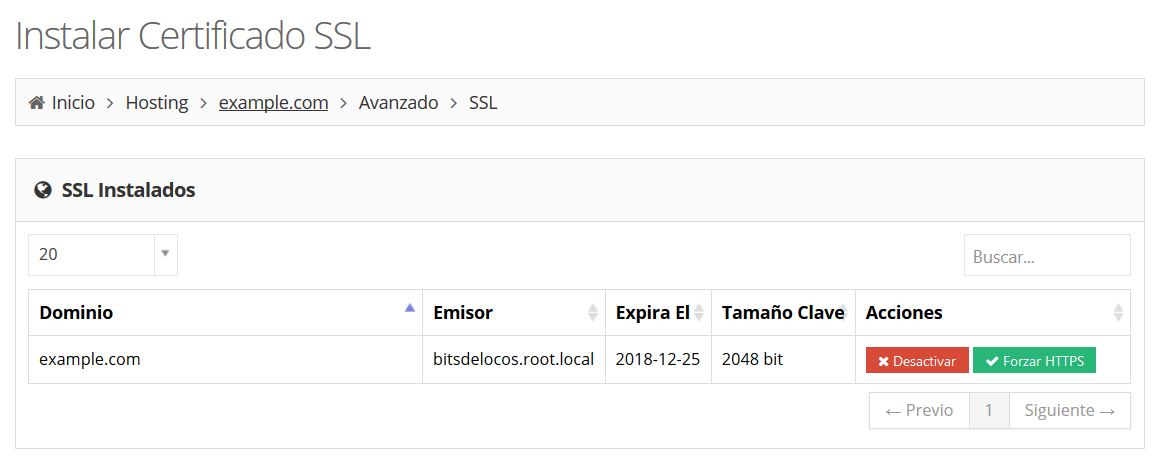 Instalar Certificado SSL
Inicio > Hosting > example.com > Avanzado > SSL
SSL Instalados
20
Buscar...
Dominio Emisor Expira El Tamaño Clave Acciones
example.com bitsdelocos.root.local 2018-12-25 2048 bit Desactivar Forzar HTTPS
← Previo 1 Siguiente →